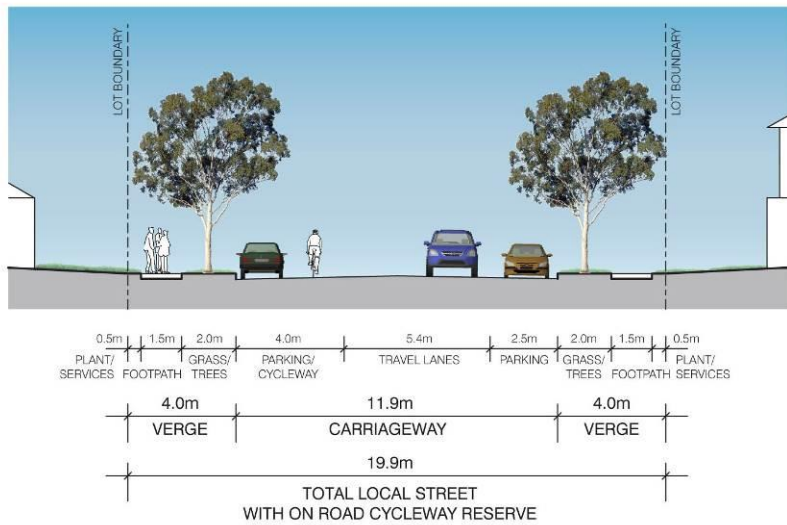 LOT BOUNDARY
LOT BOUNDARY
0.5m 1.5m 2.0m 4.0m 5.4m 2.5m 2.0m 1.5m 0.5m
PLANT/ GRASS/ PARKING/ TRAVEL LANES PARKING GRASS/ PLANT/
SERVICES FOOTPATH TREES CYCLEWAY TREES FOOTPATH SERVICES
4.0m 11.9m 4.0m
VERGE CARRIAGEWAY VERGE
19.9m
TOTAL LOCAL STREET
WITH ON ROAD CYCLEWAY RESERVE